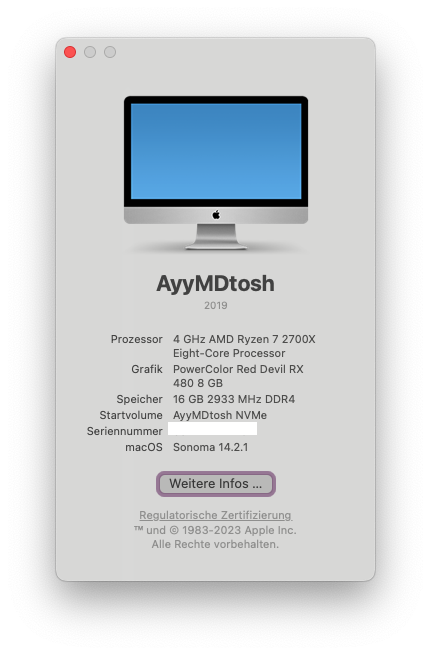 AyyMDtosh
2019
Prozessor 4 GHz AMD Ryzen 7 2700X
Eight-Core Processor
Grafik PowerColor Red Devil RX
480 8 GB
Speicher 16 GB 2933 MHz DDR4
Startvolume AyyMDtosh NVMe
Seriennummer
macOS Sonoma 14.2.1
Weitere Infos ...
Regulatorische Zertifizierung
™ und © 1983-2023 Apple Inc.
Alle Rechte vorbehalten.